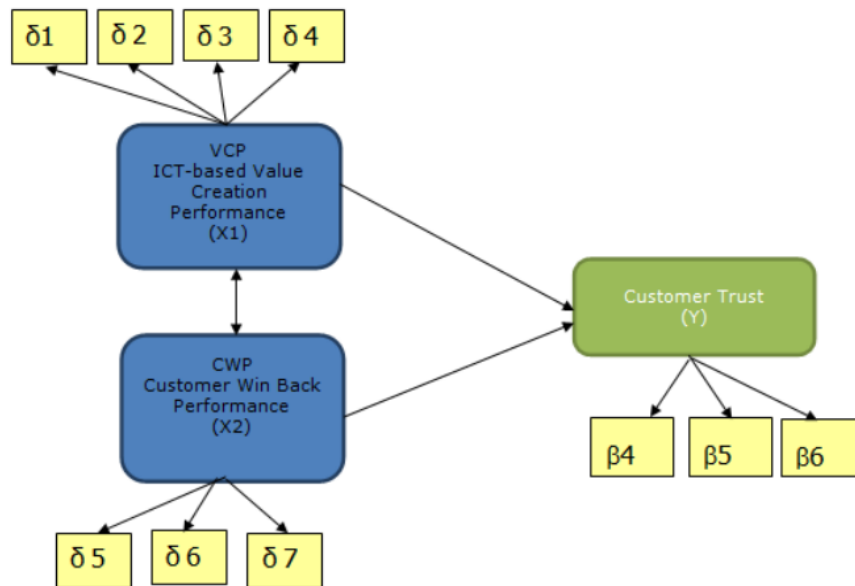 δ1
δ 2
δ 3
δ 4
VCP
ICT-based Value
Creation
Performance
(X1)
Customer Trust
(Y)
CWP
Customer Win Back
Performance
(X2)
β4
β5
β6
δ 5
δ 6
δ 7